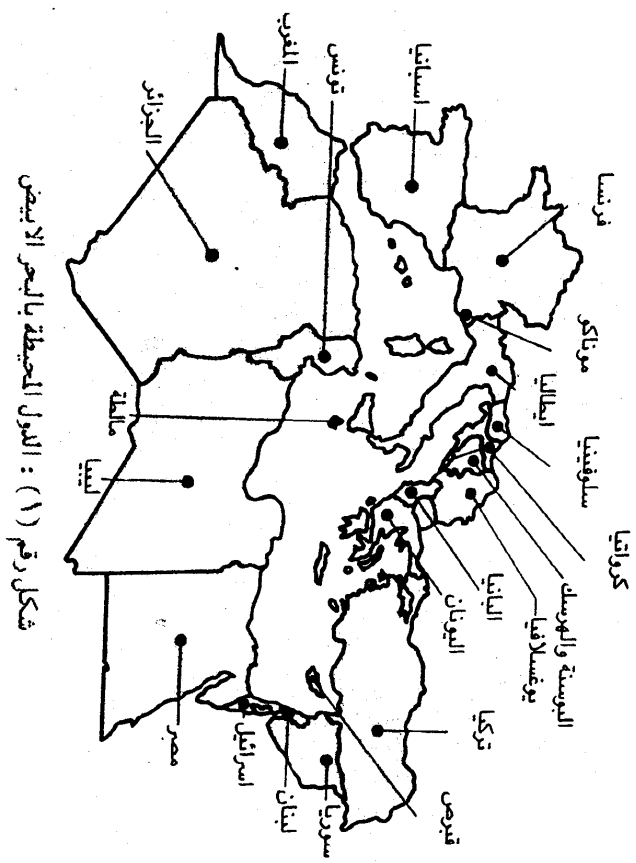 فرنسا
موناكو
ايطاليا
سلوفينيا
كرواتيا
البوسنة والهرسك
يوغسلافيا
البانيا
اليونان
تركيا
قبرص
اسبانيا
المغرب
تونس
الجزائر
مالطة
ليبيا
مصر
اسرائيل
لبنان
سوريا
شكل رقم (١) : الدول المحيطة بالبحر الابيض